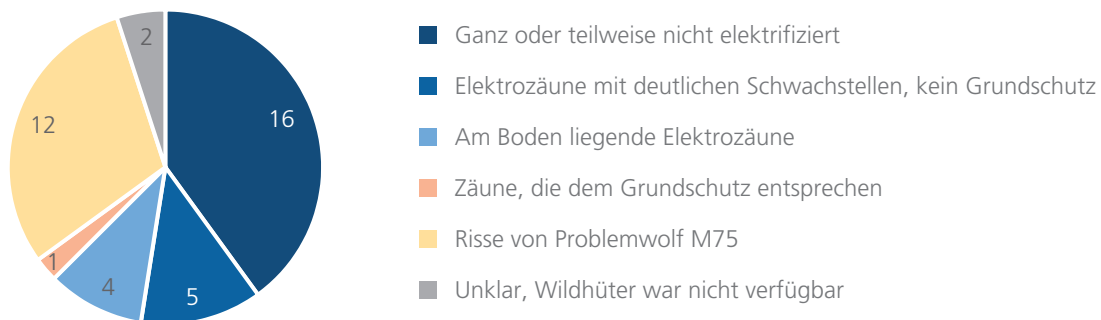 2
12
16
1
4
5
Ganz oder teilweise nicht elektrifiziert
Elektrozäune mit deutlichen Schwachstellen, kein Grundschutz
Am Boden liegende Elektrozäune
Zäune, die dem Grundschutz entsprechen
Risse von Problemwolf M75
Unklar, Wildhüter war nicht verfügbar